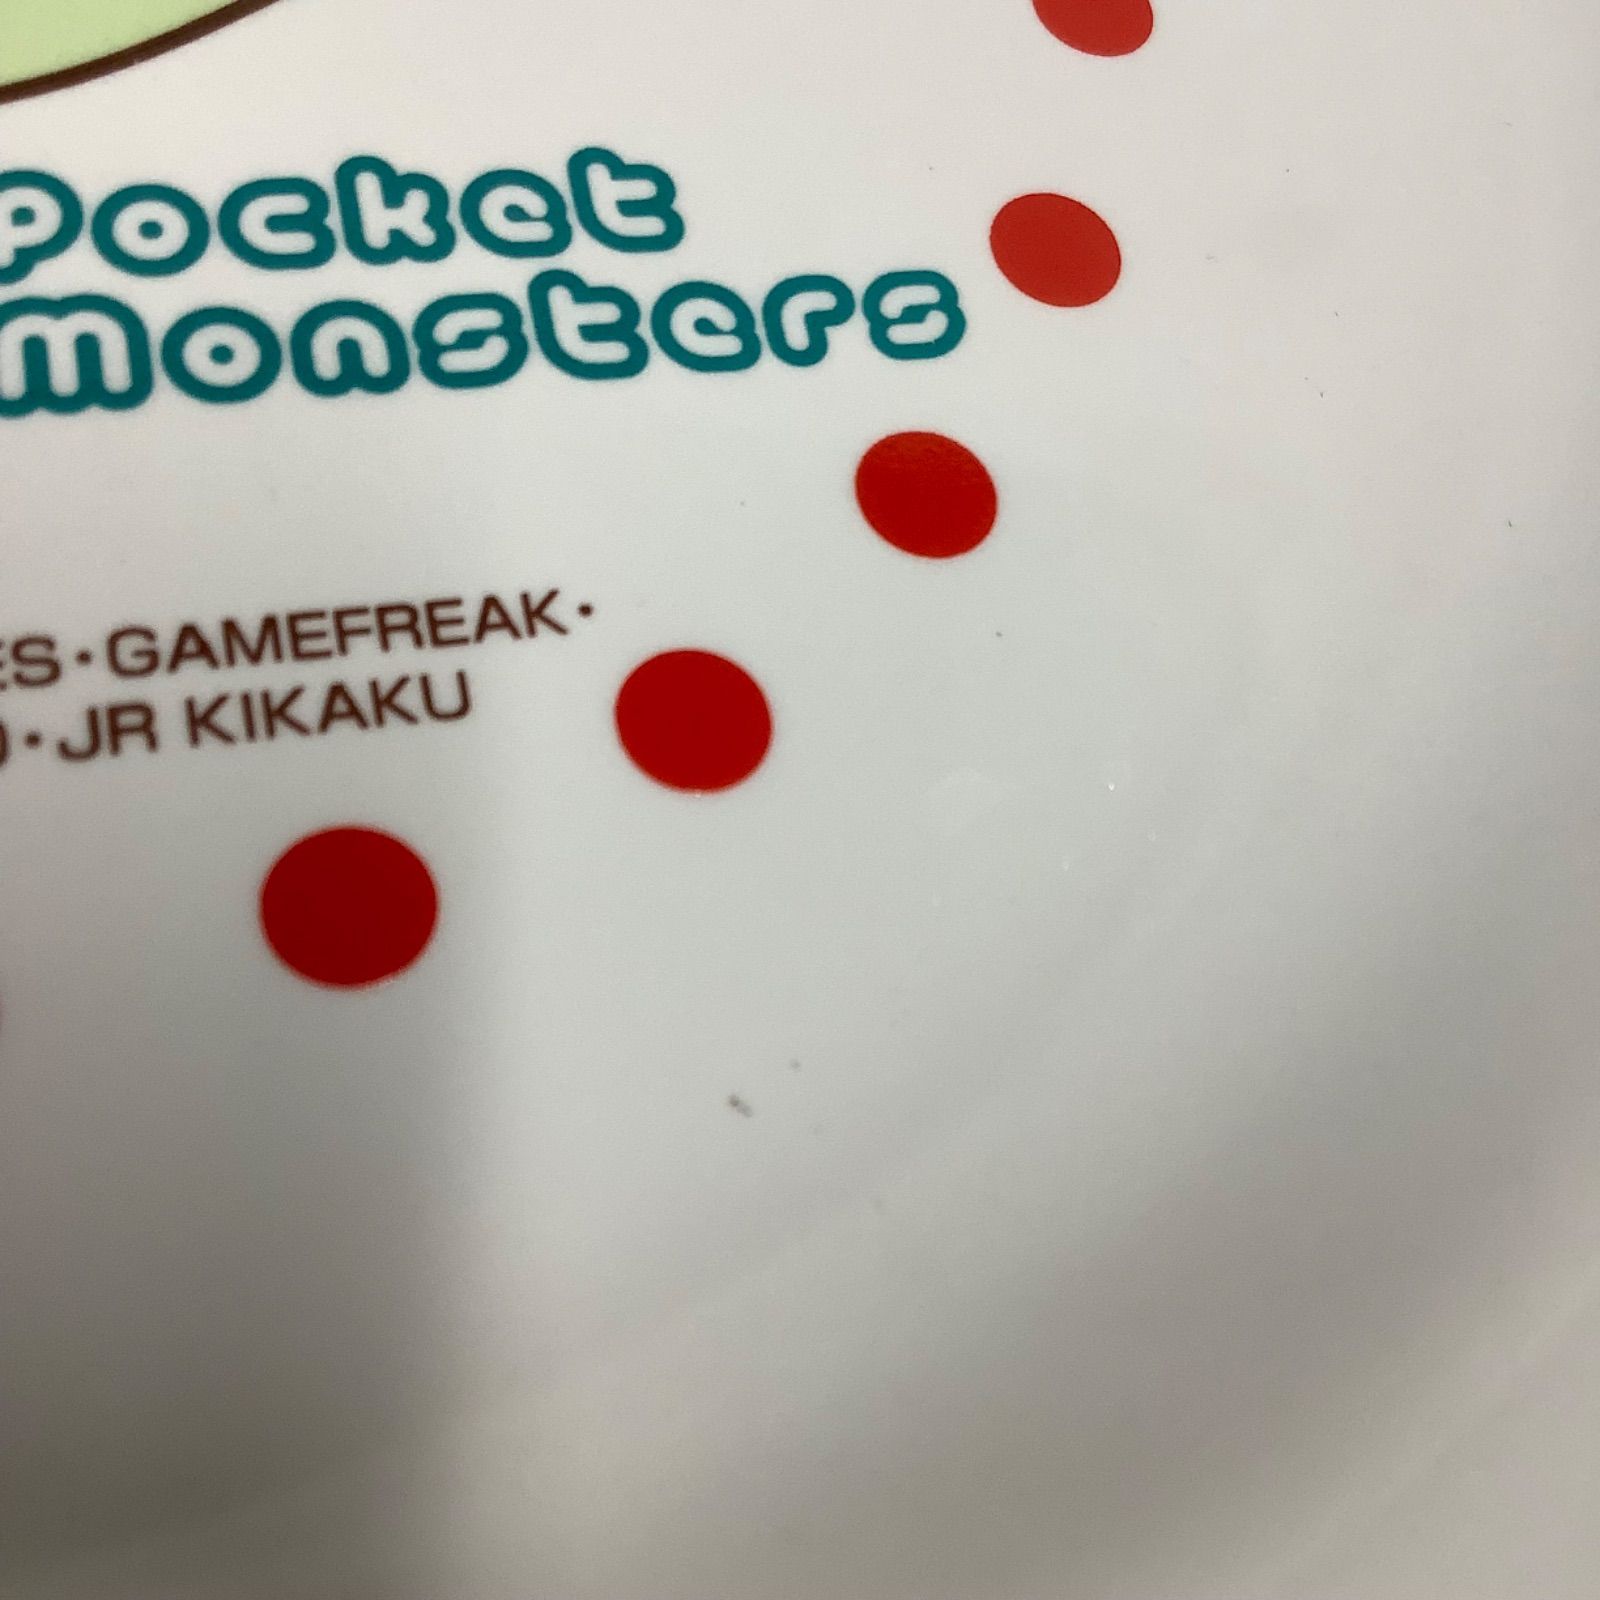 Pocket
Monsters
ES・GAMEFREAK・
・JR KIKAKU